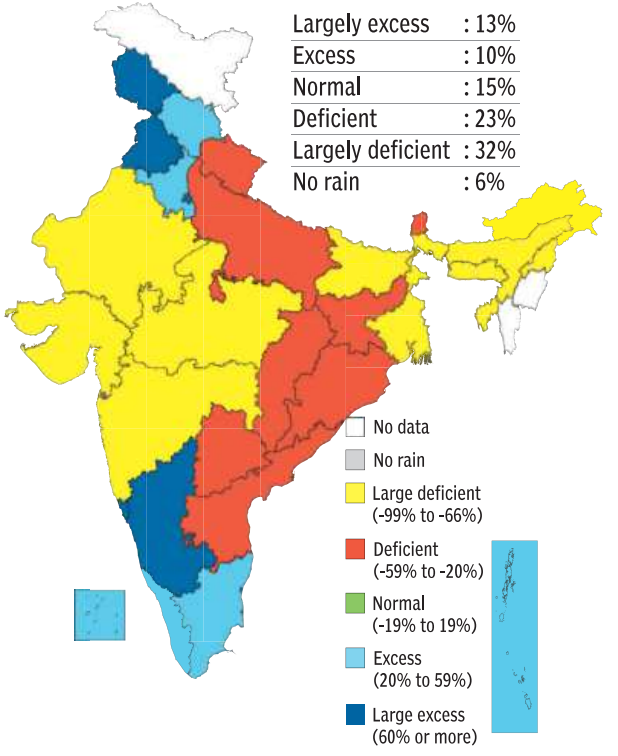 Largely excess : 13%
Excess : 10%
Normal : 15%
Deficient : 23%
Largely deficient : 32%
No rain : 6%
No data
No rain
Large deficient
(-99% to -66%)
Deficient
(-59% to -20%)
Normal
(-19% to 19%)
Excess
(20% to 59%)
Large excess
(60% or more)